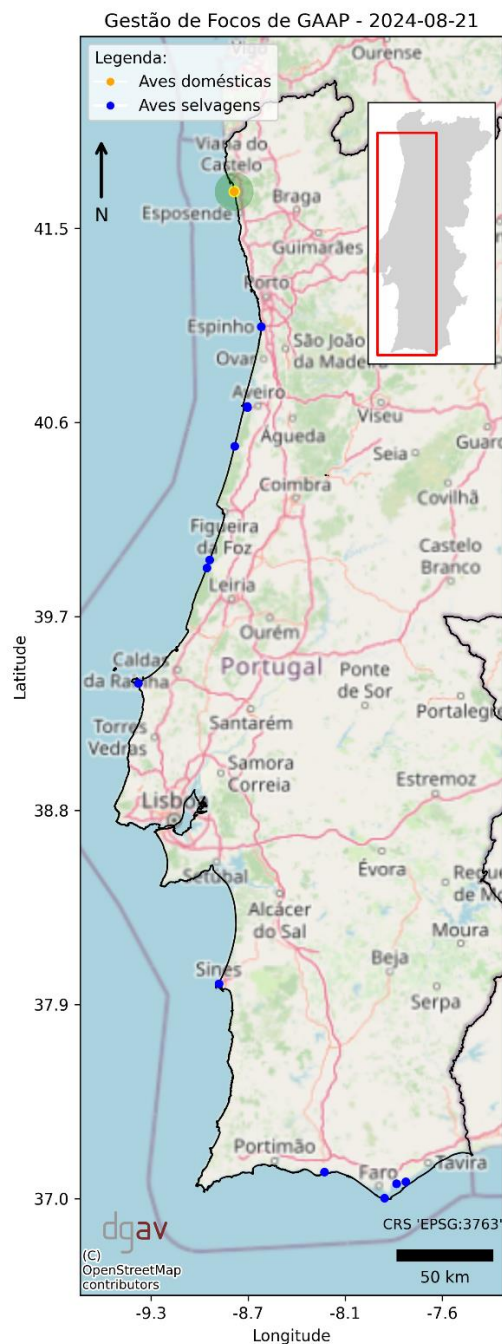 Gestão de Focos de GAAP - 2024-08-21
Legenda:
Aves domésticas
Aves selvagens
Vigo
Ourense
N
Viana do
Castelo
Braga
Esposende
Guimarães
41.5
Porto
Espinho
São João
da Madeira
Ovar
Aveiro
Viseu
40.6
Águeda
Seia
Coimbra
Covilhã
Figueira
da Foz
Castelo
Branco
Leiria
39.7
Ourém
Latitude
Caldas
da Rainha
Portugal
Ponte
de Sor
Portalegre
Santarém
Torres
Vedras
Samora
Correia
Estremoz
38.8
Lisboa
Évora
Setúbal
Alcácer
do Sal
Moura
Sines
Beja
Serpa
37.9
Portimão
Faro
Tavira
37.0
dgav
CRS 'EPSG:3763'
(C)
OpenStreetMap
contributors
50 km
-9.3
-8.7
-8.1
-7.6
Longitude